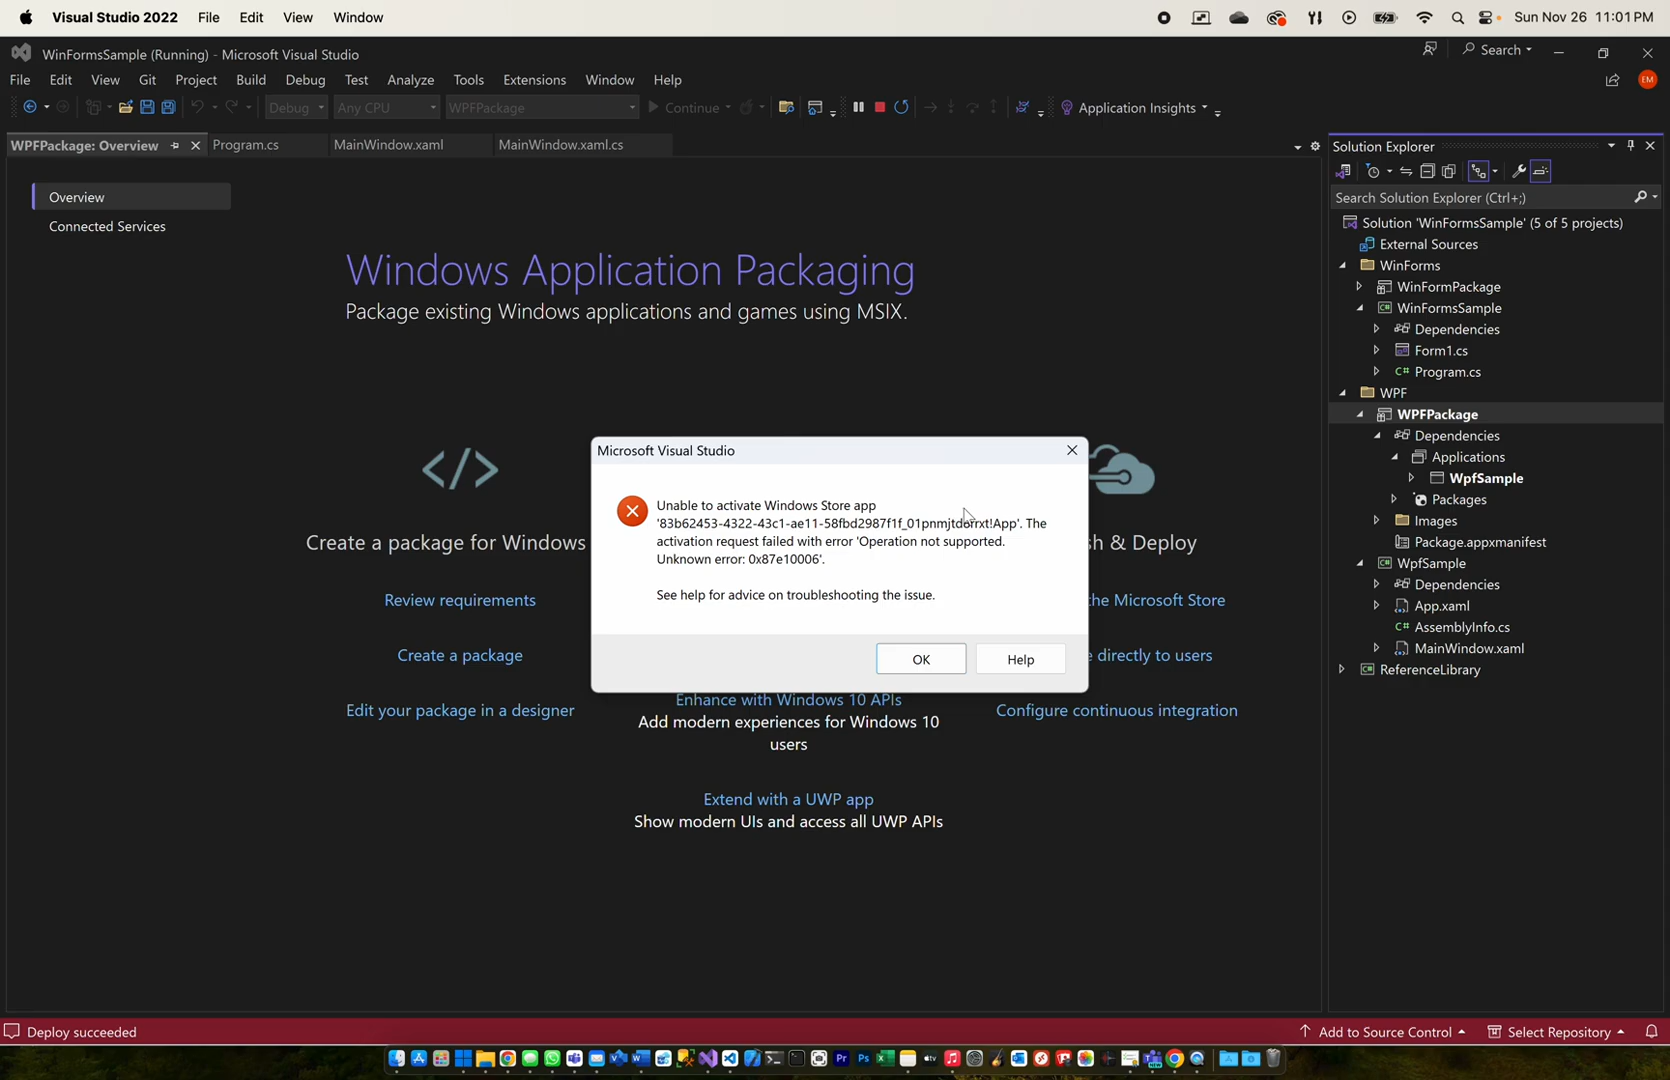 Visual Studio 2022 File Edit View Window Sun Nov 26 11:01 PM
WinFormsSample (Running) - Microsoft Visual Studio Search
File Edit View Git Project Build Debug Test Analyze Tools Extensions Window Help EM
Debug Any CPU WPFPackage Continue Application Insights
WPFPackage: Overview Program.cs MainWindow.xaml MainWindow.xaml.cs
Overview
Connected Services
Windows Application Packaging
Package existing Windows applications and games using MSIX.
Create a package for Windows
Review requirements
Create a package
Edit your package in a designer
Enhance with Windows 10 APIs
Add modern experiences for Windows 10
users
Extend with a UWP app
Show modern UIs and access all UWP APIs
sh & Deploy
he Microsoft Store
e directly to users
Configure continuous integration
Microsoft Visual Studio
Unable to activate Windows Store app
'83b62453-4322-43c1-ae11-58fbd2987f1f_01pnmjtdbfrxt!App'. The
activation request failed with error 'Operation not supported.
Unknown error: 0x87e10006'.
See help for advice on troubleshooting the issue.
OK Help
Solution Explorer
Search Solution Explorer (Ctrl+;)
Solution 'WinFormsSample' (5 of 5 projects)
External Sources
WinForms
WinFormPackage
WinFormsSample
Dependencies
Form1.cs
C# Program.cs
WPF
WPFPackage
Dependencies
Applications
WpfSample
Packages
Images
Package.appxmanifest
WpfSample
Dependencies
App.xaml
C# AssemblyInfo.cs
MainWindow.xaml
ReferenceLibrary
Deploy succeeded Add to Source Control Select Repository